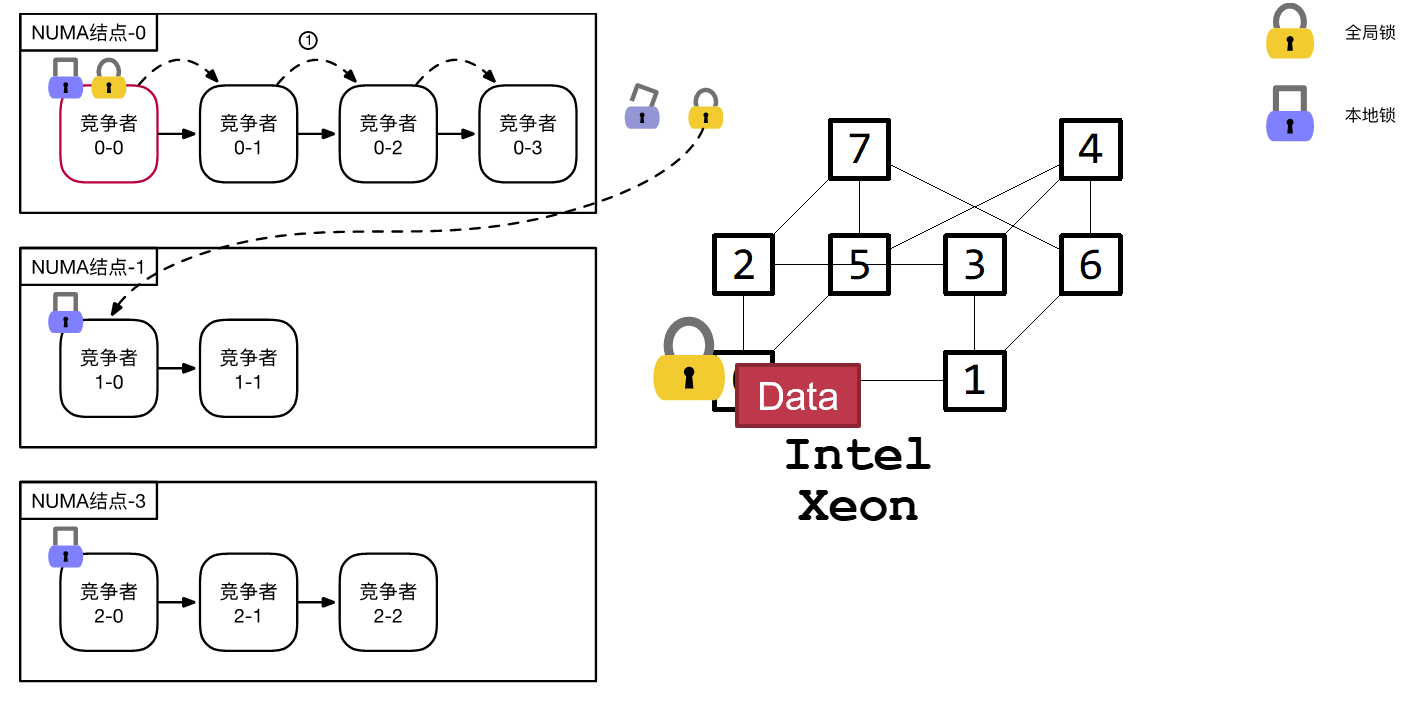 NUMA结点-0
①
竞争者
0-0
竞争者
0-1
竞争者
0-2
竞争者
0-3
NUMA结点-1
竞争者
1-0
竞争者
1-1
NUMA结点-3
竞争者
2-0
竞争者
2-1
竞争者
2-2
7
4
2
5
3
6
Data
1
Intel
Xeon
全局锁
本地锁